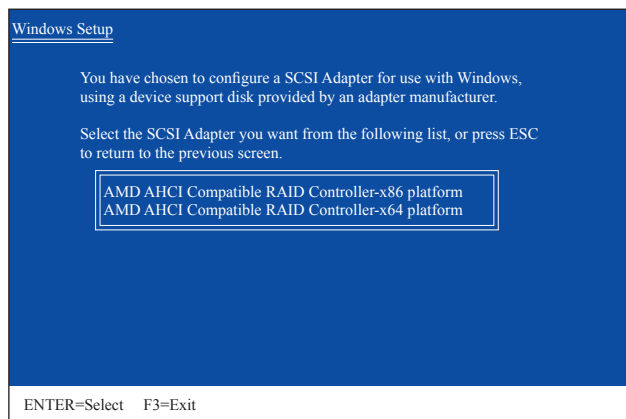 Windows Setup
You have chosen to configure a SCSI Adapter for use with Windows,
using a device support disk provided by an adapter manufacturer.
Select the SCSI Adapter you want from the following list, or press ESC
to return to the previous screen.
AMD AHCI Compatible RAID Controller-x86 platform
AMD AHCI Compatible RAID Controller-x64 platform
ENTER=Select F3=Exit